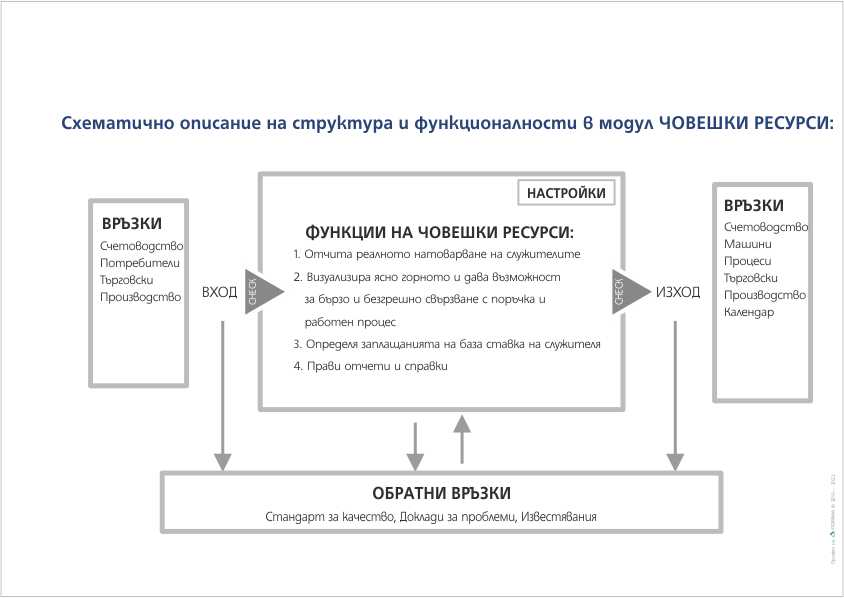 Схематично описание на структура и функционалности в модул ЧОВЕШКИ РЕСУРСИ:
ВРЪЗКИ
Счетоводство
Потребители
Търговски
Производство
ВХОД
CHECK
НАСТРОЙКИ
ФУНКЦИИ НА ЧОВЕШКИ РЕСУРСИ:
1. Отчита реалното натоварване на служителите
2. Визуализира ясно горното и дава възможност
за бързо и безгрешно свързване с поръчка и
работен процес
3. Определя заплащанията на база ставка на служителя
4. Прави отчети и справки
CHECK
ИЗХОД
ВРЪЗКИ
Счетоводство
Машини
Процеси
Търговски
Производство
Календар
ОБРАТНИ ВРЪЗКИ
Стандарт за качество, Доклади за проблеми, Известявания